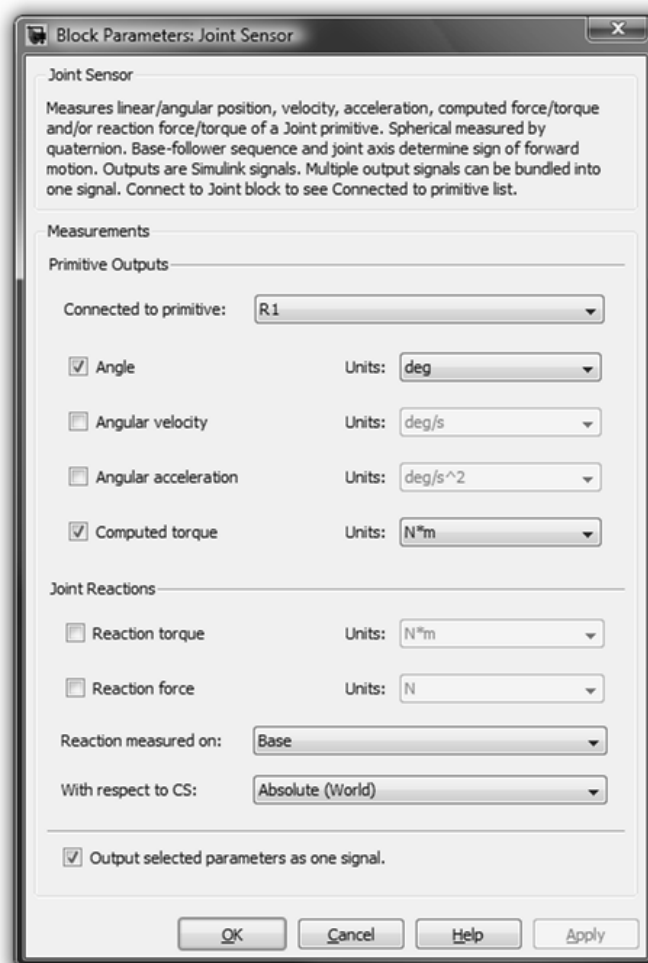 Block Parameters: Joint Sensor
Joint Sensor
Measures linear/angular position, velocity, acceleration, computed force/torque
and/or reaction force/torque of a Joint primitive. Spherical measured by
quaternion. Base-follower sequence and joint axis determine sign of forward
motion. Outputs are Simulink signals. Multiple output signals can be bundled into
one signal. Connect to Joint block to see Connected to primitive list.
Measurements
Primitive Outputs
Connected to primitive: R1
Angle Units: deg
Angular velocity Units: deg/s
Angular acceleration Units: deg/s^2
Computed torque Units: N*m
Joint Reactions
Reaction torque Units: N*m
Reaction force Units: N
Reaction measured on: Base
With respect to CS: Absolute (World)
Output selected parameters as one signal.
OK Cancel Help Apply